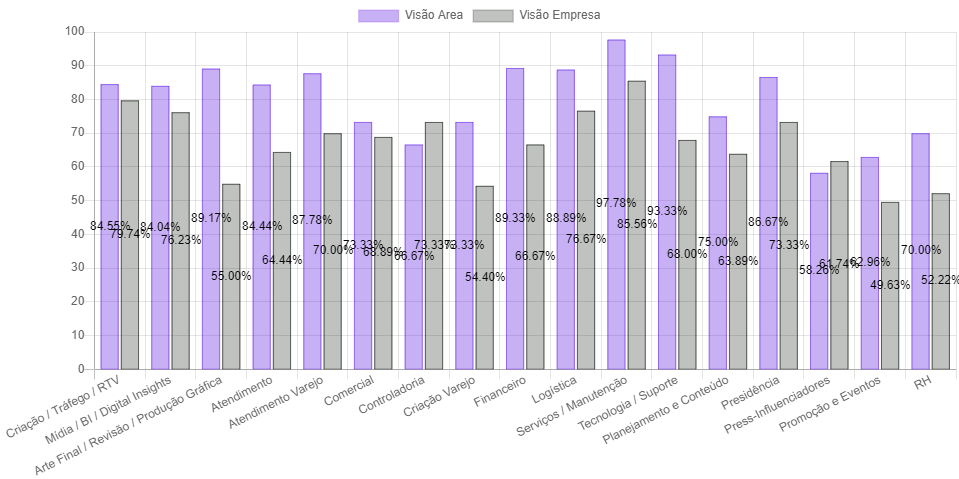 Visão Area
Visão Empresa
100
90
80
70
60
50
40
30
20
10
0
84.55%
79.74%
84.04%
76.23%
89.17%
55.00%
84.44%
64.44%
87.78%
70.00%
73.33%
68.89%
66.67%
73.33%
73.33%
54.40%
89.33%
66.67%
88.89%
76.67%
97.78%
85.56%
93.33%
68.00%
75.00%
63.89%
86.67%
73.33%
58.26%
61.74%
62.96%
49.63%
70.00%
52.22%
Criação / Tráfego / RTV
Mídia / BI / Digital Insights
Arte Final / Revisão / Produção Gráfica
Atendimento
Atendimento Varejo
Comercial
Controladoria
Criação Varejo
Financeiro
Logística
Serviços / Manutenção
Tecnologia / Suporte
Planejamento e Conteúdo
Presidência
Press-Influenciadores
Promoção e Eventos
RH